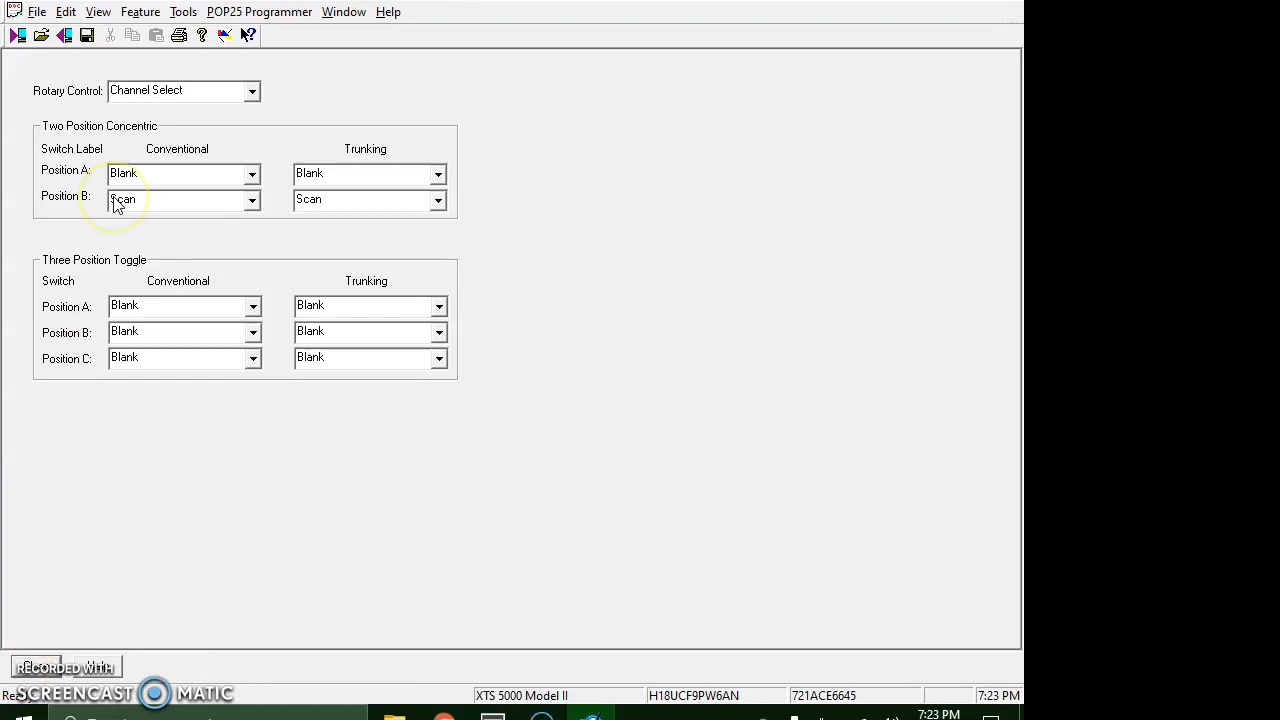 File Edit View Feature Tools POP25 Programmer Window Help
Rotary Control: Channel Select
Two Position Concentric
Switch Label Conventional Trunking
Position A: Blank Blank
Position B: Scan Scan
Three Position Toggle
Switch Conventional Trunking
Position A: Blank Blank
Position B: Blank Blank
Position C: Blank Blank
RECORDED WITH
SCREENCAST MATIC
XTS 5000 Model II H18UCF9PW6AN 721ACE6645 7:23 PM
7:23 PM